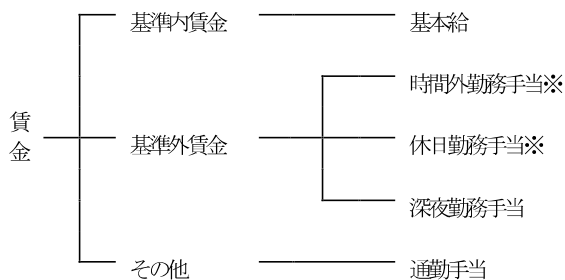 賃金
基準内賃金 基本給
基準外賃金 時間外勤務手当※
休日勤務手当※
深夜勤務手当
その他 通勤手当